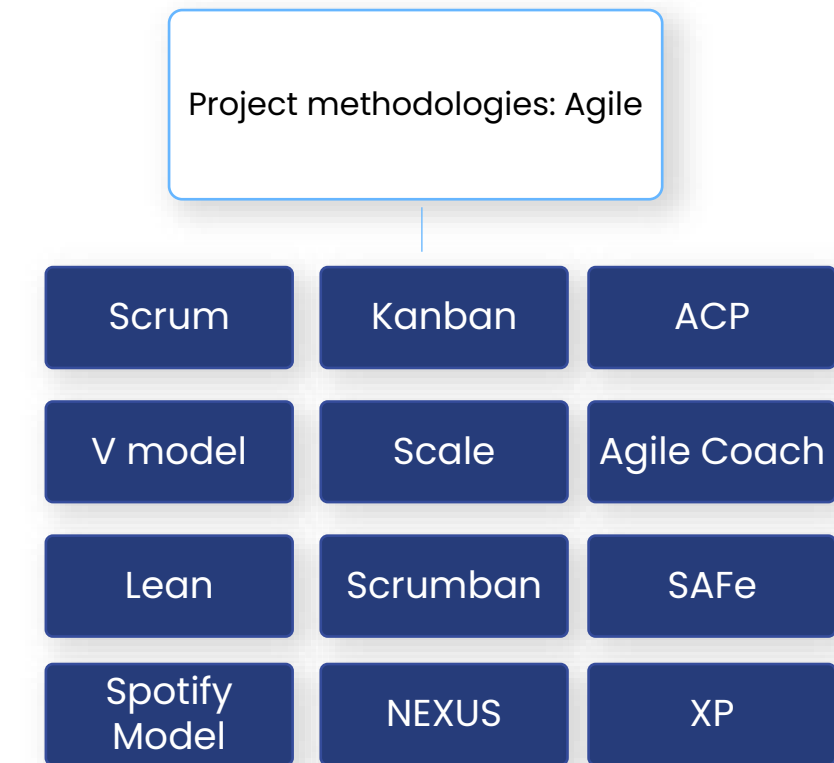 Project methodologies: Agile
Scrum
Kanban
ACP
V model
Scale
Agile Coach
Lean
Scrumban
SAFe
Spotify
Model
NEXUS
XP